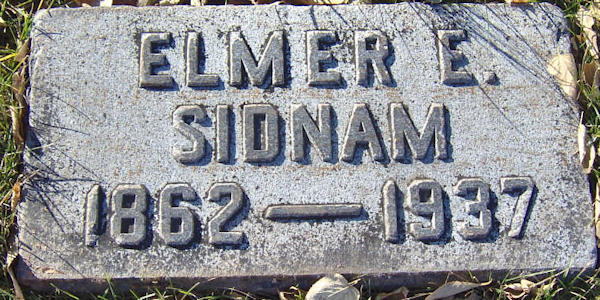 ELMER E.
SIDNAM
1862—1937